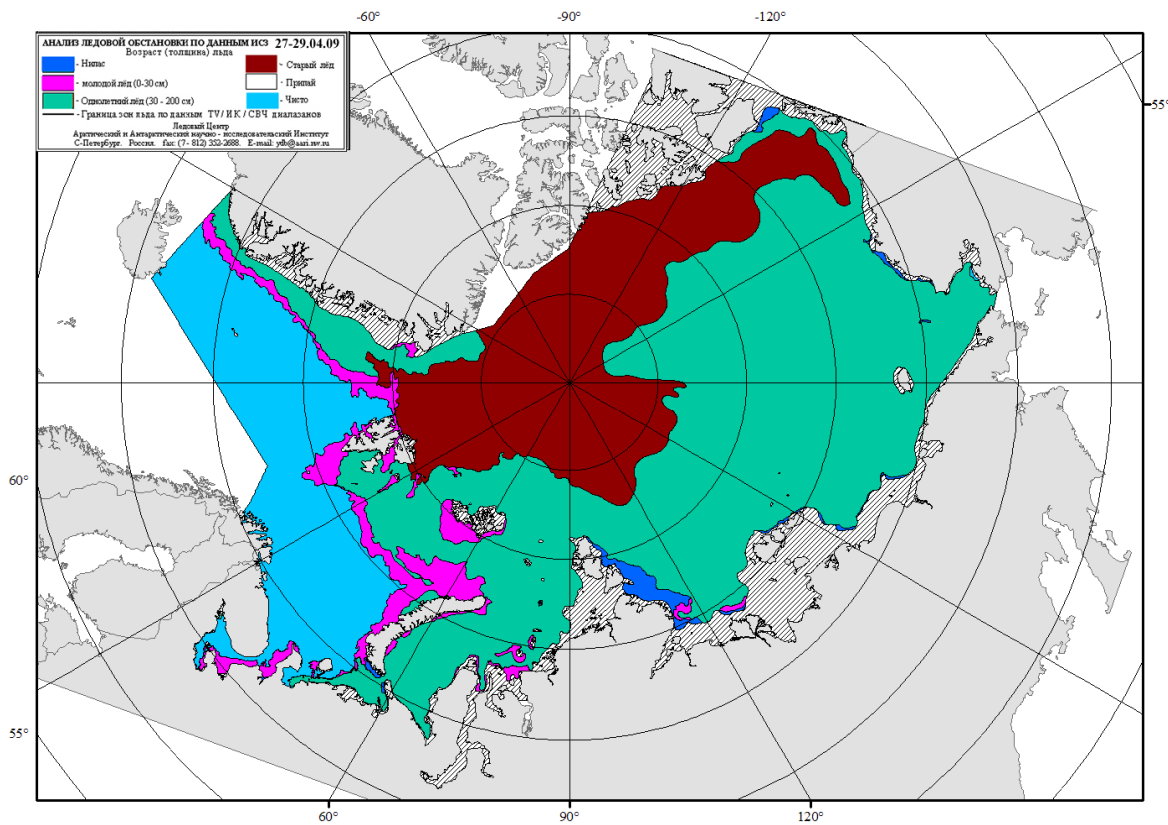 -60°
-90°
-120°
АНАЛИЗ ЛЕДОВОЙ ОБСТАНОВКИ ПО ДАННЫМ ИСЗ 27-29.04.09
Возраст (толщина) льда
- Нилас
- Старый лёд
- молодой лёд (0-30 см)
- Припай
- Однолетний лёд (30 - 200 см)
- Чисто
- Граница зон льда по данным TV / ИК / СВЧ диапазонов
Ледовый Центр
Арктический и Антарктический научно - исследовательский Институт
С-Петербург. Россия. fax (7- 812) 352-2688. E-mail: ydb@aari.nw.ru
55°
60°
55°
60°
90°
120°